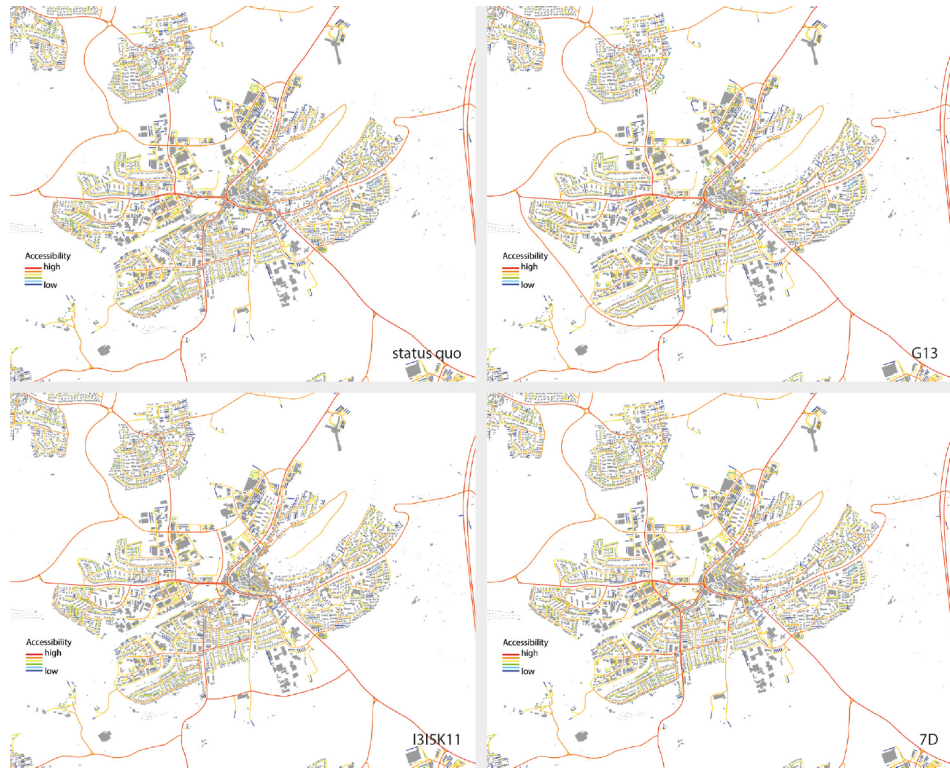 Accessibility
high
low
status quo
Accessibility
high
low
G13
Accessibility
high
low
I3I5K11
Accessibility
high
low
7D